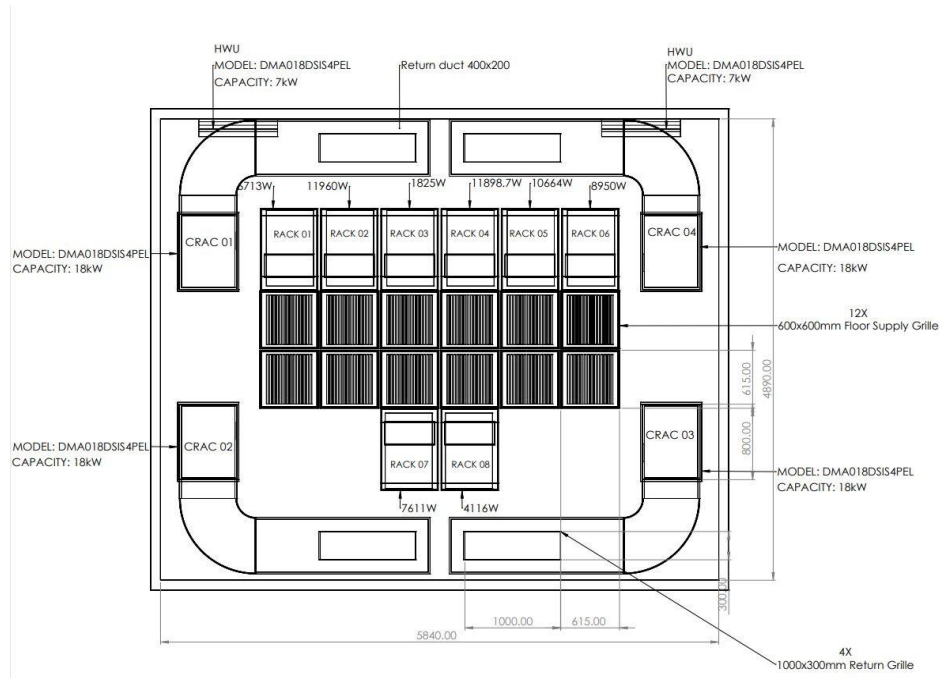 HWU
MODEL: DMA018DSIS4PEL
CAPACITY: 7kW
Return duct 400x200
HWU
MODEL: DMA018DSIS4PEL
CAPACITY: 7kW
11960W
1825W
11898.7W
10664W
8950W
CRAC 01
RACK 01
RACK 02
RACK 03
RACK 04
RACK 05
RACK 06
CRAC 04
MODEL: DMA018DSIS4PEL
CAPACITY: 18kW
MODEL: DMA018DSIS4PEL
CAPACITY: 18kW
12X
600x600mm Floor Supply Grille
615.00
4890.00
800.00
CRAC 02
CRAC 03
MODEL: DMA018DSIS4PEL
CAPACITY: 18kW
RACK 07
RACK 08
MODEL: DMA018DSIS4PEL
CAPACITY: 18kW
7611W
4116W
300.00
1000.00
615.00
5840.00
4X
1000x300mm Return Grille